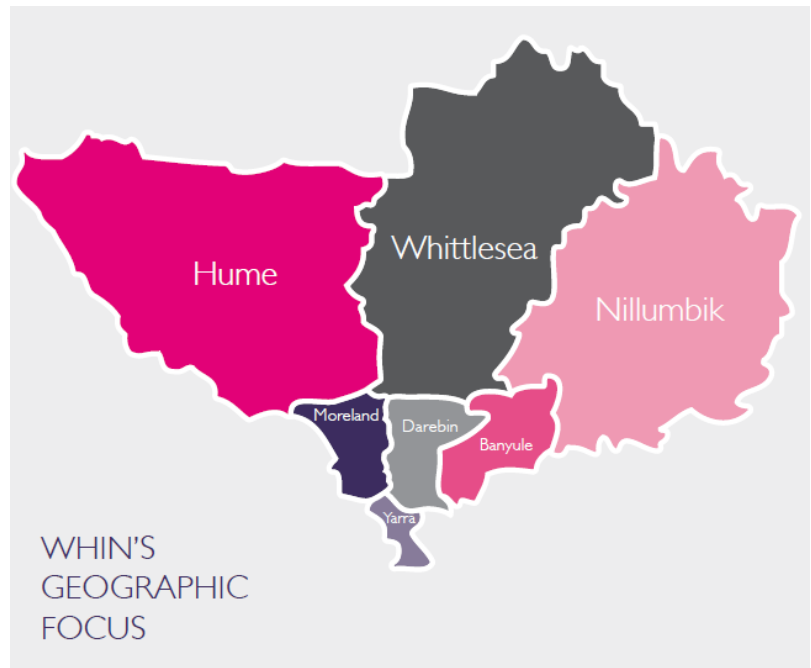 Whittlesea
Hume
Nillumbik
Moreland
Darebin
Banyule
Yarra
WHIN'S
GEOGRAPHIC
FOCUS